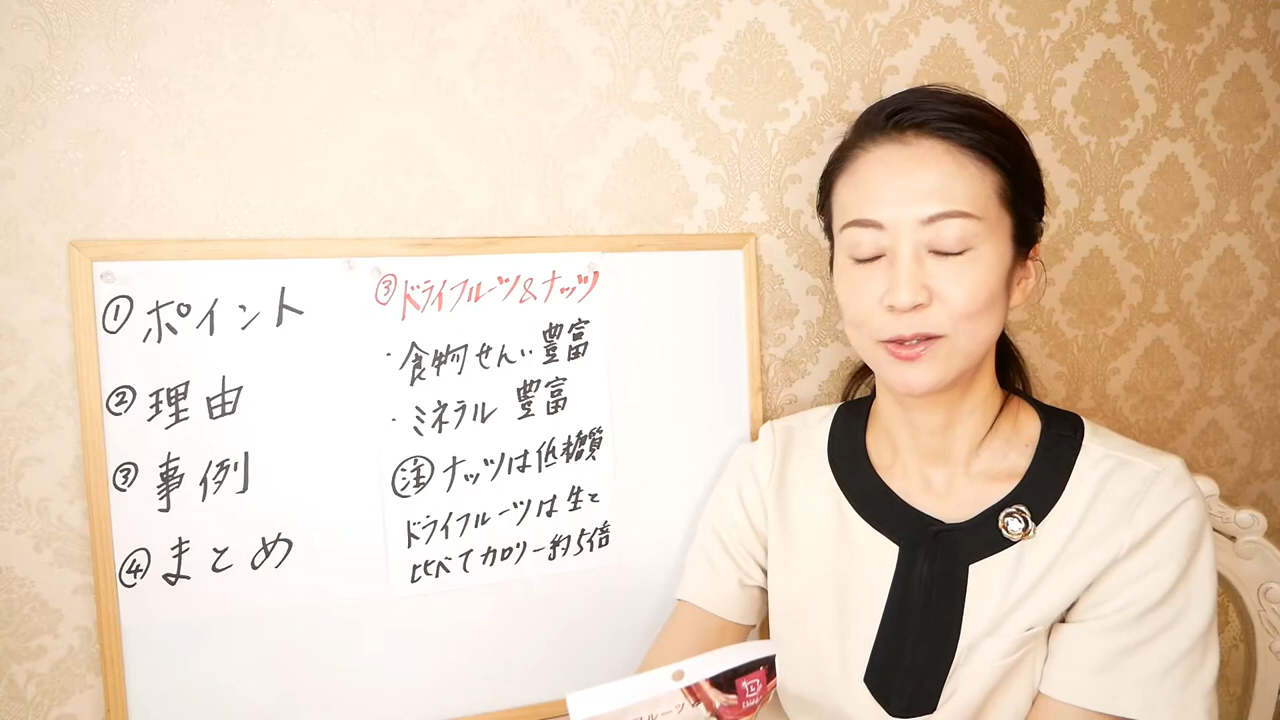 ① ポイント
② 理由
③ 事例
④ まとめ
③ ドライフルーツ&ナッツ
・食物せんい豊富
・ミネラル 豊富
注 ナッツは低糖質
ドライフルーツは生と
比べてカロリー約5倍
ルーツ